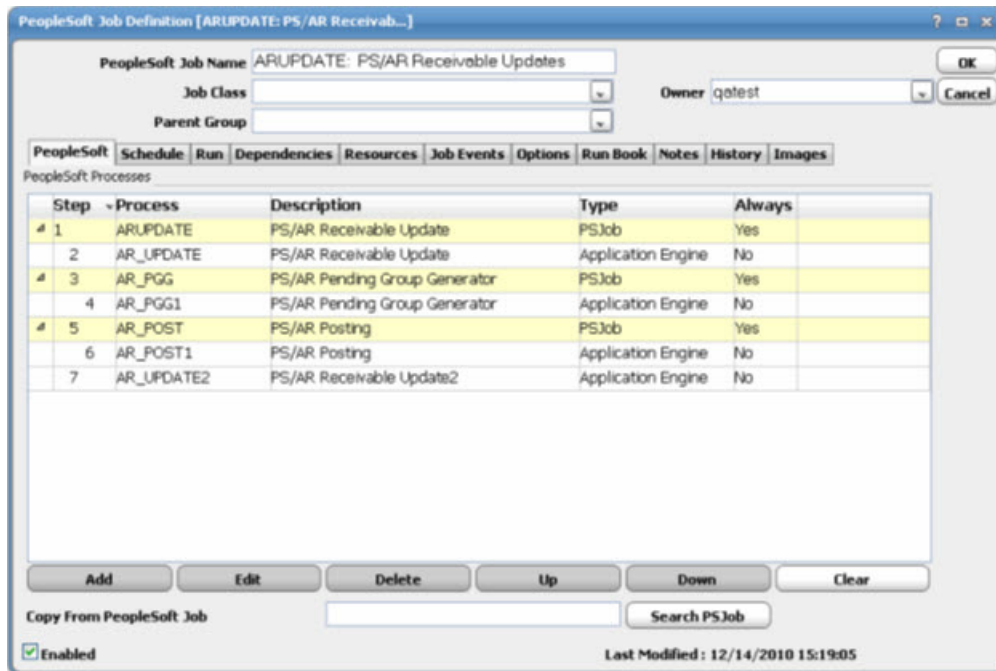 PeopleSoft Job Definition [ARUPDATE: PS/AR Receivab...]
PeopleSoft Job Name ARUPDATE: PS/AR Receivable Updates OK
Job Class Owner qatest Cancel
Parent Group
PeopleSoft Schedule Run Dependencies Resources Job Events Options Run Book Notes History Images
PeopleSoft Processes
Step Process Description Type Always
1 ARUPDATE PS/AR Receivable Update PSJob Yes
2 AR_UPDATE PS/AR Receivable Update Application Engine No
3 AR_PGG PS/AR Pending Group Generator PSJob Yes
4 AR_PGG1 PS/AR Pending Group Generator Application Engine No
5 AR_POST PS/AR Posting PSJob Yes
6 AR_POST1 PS/AR Posting Application Engine No
7 AR_UPDATE2 PS/AR Receivable Update2 Application Engine No
Add Edit Delete Up Down Clear
Copy From PeopleSoft Job Search PSJob
Enabled Last Modified : 12/14/2010 15:19:05